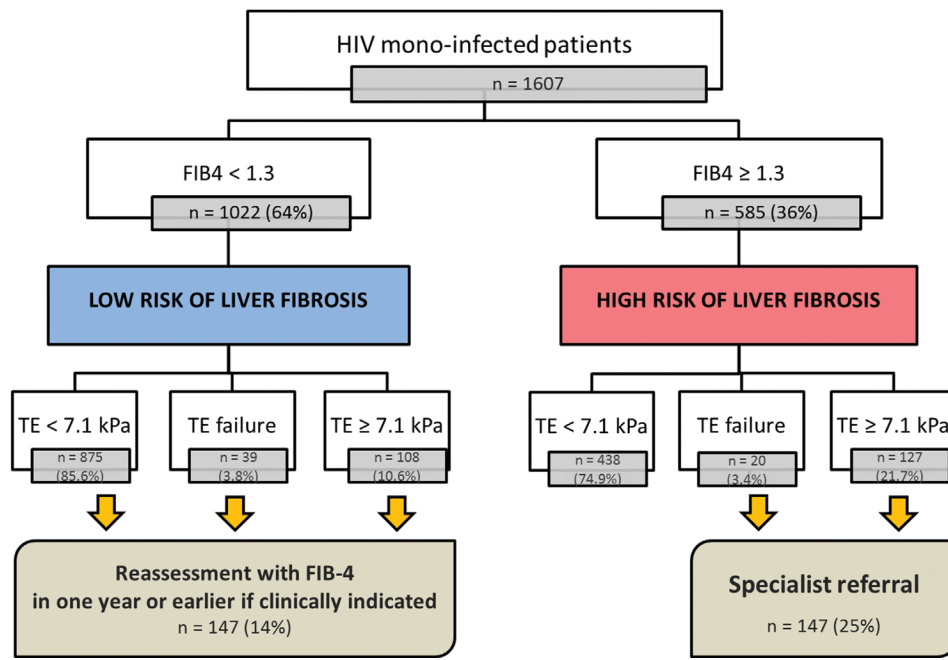 HIV mono-infected patients
n = 1607
FIB4 < 1.3
n = 1022 (64%)
FIB4 ≥ 1.3
n = 585 (36%)
LOW RISK OF LIVER FIBROSIS
HIGH RISK OF LIVER FIBROSIS
TE < 7.1 kPa
n = 875
(85.6%)
TE failure
n = 39
(3.8%)
TE ≥ 7.1 kPa
n = 108
(10.6%)
TE < 7.1 kPa
n = 438
(74.9%)
TE failure
n = 20
(3.4%)
TE ≥ 7.1 kPa
n = 127
(21.7%)
Reassessment with FIB-4
in one year or earlier if clinically indicated
n = 147 (14%)
Specialist referral
n = 147 (25%)